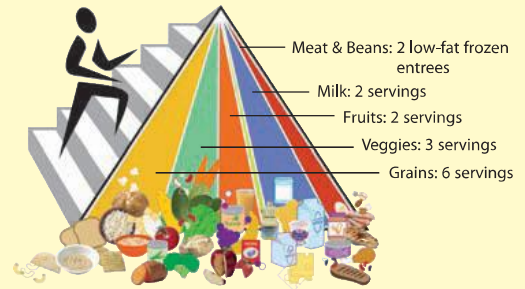 Meat & Beans: 2 low-fat frozen
entrees
Milk: 2 servings
Fruits: 2 servings
Veggies: 3 servings
Grains: 6 servings